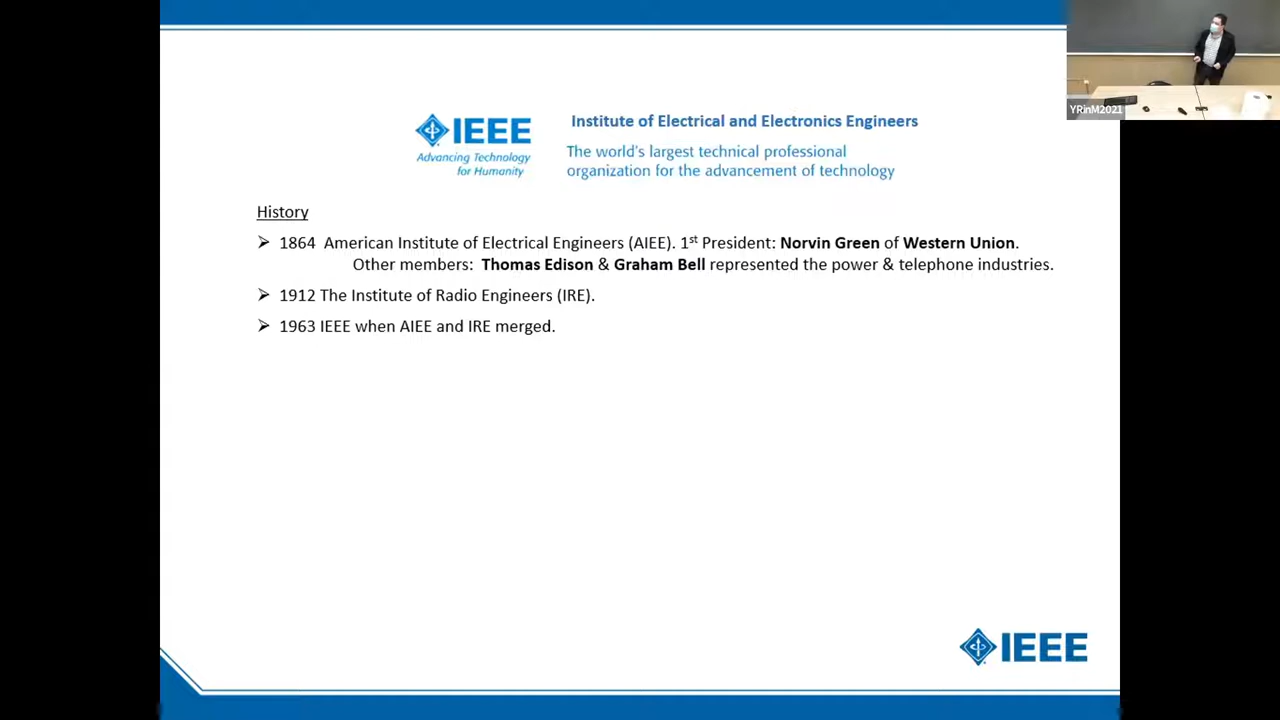 YRinM2021
IEEE
Advancing Technology
for Humanity
Institute of Electrical and Electronics Engineers
The world's largest technical professional
organization for the advancement of technology
History
➢ 1864 American Institute of Electrical Engineers (AIEE). 1st President: Norvin Green of Western Union.
Other members: Thomas Edison & Graham Bell represented the power & telephone industries.
➢ 1912 The Institute of Radio Engineers (IRE).
➢ 1963 IEEE when AIEE and IRE merged.
IEEE